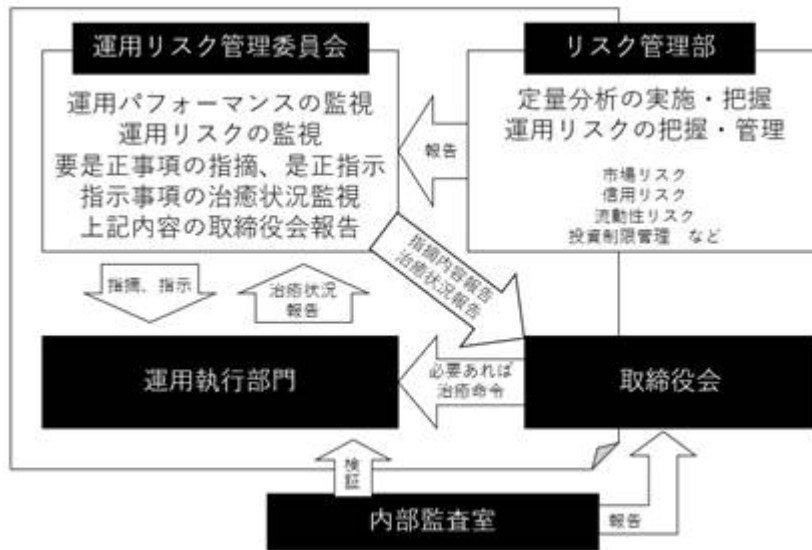 運用リスク管理委員会
運用パフォーマンスの監視
運用リスクの監視
要是正事項の指摘、是正指示
指示事項の治癒状況監視
上記内容の取締役会報告
リスク管理部
定量分析の実施・把握
運用リスクの把握・管理
市場リスク
信用リスク
流動性リスク
投資制限管理　など
報告
指摘内容報告
治癒状況報告
指摘、指示
治癒状況
報告
運用執行部門
必要あれば
治癒命令
取締役会
検証
内部監査室
報告